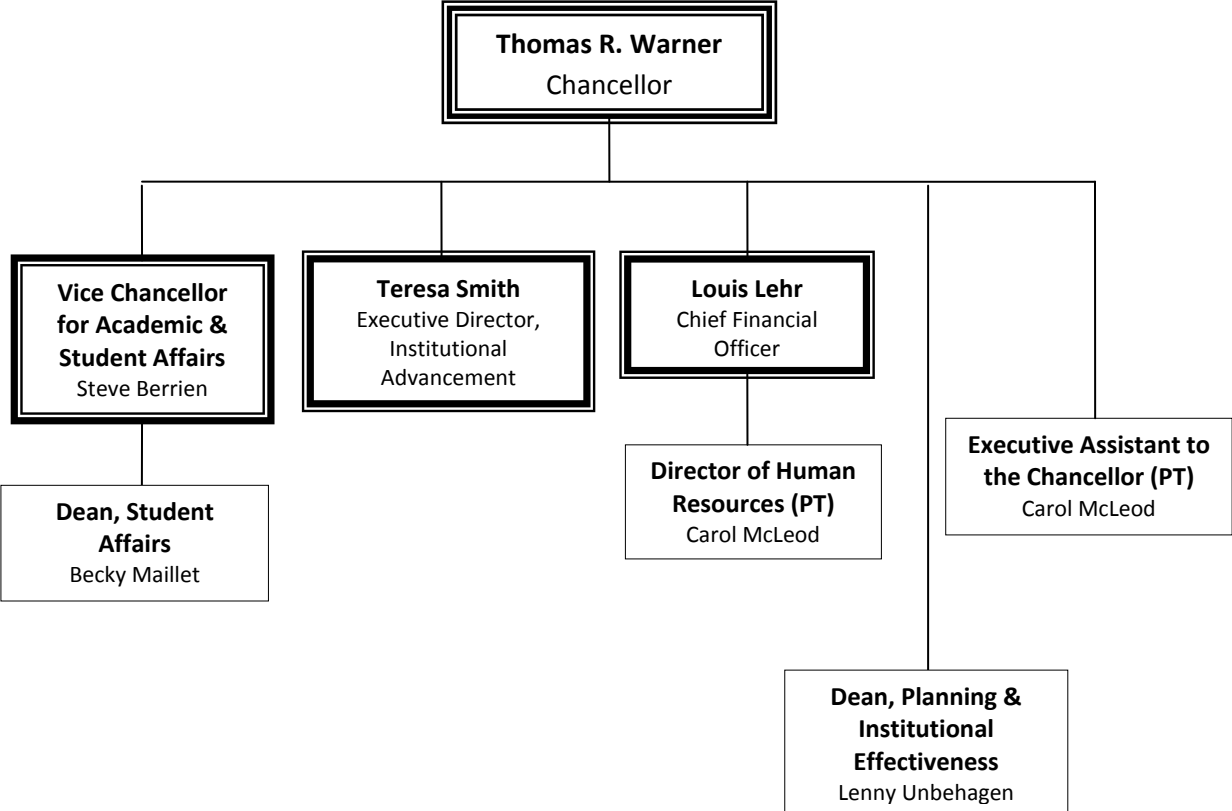 Thomas R. Warner
Chancellor
Vice Chancellor
for Academic &
Student Affairs
Steve Berrien
Teresa Smith
Executive Director,
Institutional
Advancement
Louis Lehr
Chief Financial
Officer
Dean, Student
Affairs
Becky Maillet
Director of Human
Resources (PT)
Carol McLeod
Executive Assistant to
the Chancellor (PT)
Carol McLeod
Dean, Planning &
Institutional
Effectiveness
Lenny Unbehagen